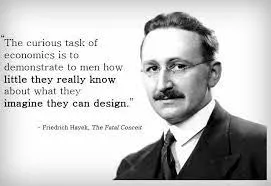 "The curious task of
economics is to
demonstrate to men how
little they really know
about what they
imagine they can design."
- Friedrich Hayek, The Fatal Conceit